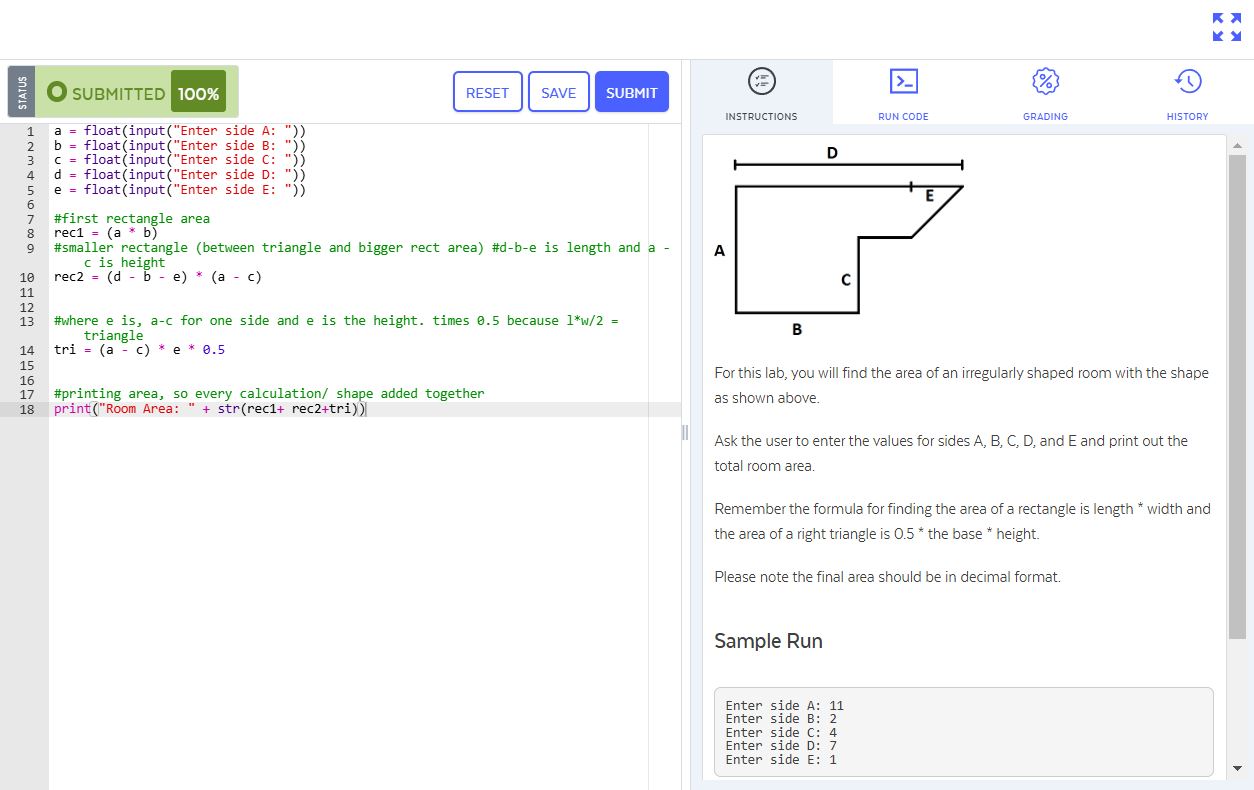 STATUS
SUBMITTED 100%
RESET
SAVE
SUBMIT
1 a = float(input("Enter side A: "))
2 b = float(input("Enter side B: "))
3 c = float(input("Enter side C: "))
4 d = float(input("Enter side D: "))
5 e = float(input("Enter side E: "))
6
7 #first rectangle area
8 rec1 = (a * b)
9 #smaller rectangle (between triangle and bigger rect area) #d-b-e is length and a -
c is height
10 rec2 = (d - b - e) * (a - c)
11
12
13 #where e is, a-c for one side and e is the height. times 0.5 because l*w/2 =
triangle
14 tri = (a - c) * e * 0.5
15
16
17 #printing area, so every calculation/ shape added together
18 print("Room Area: " + str(rec1+ rec2+tri))
INSTRUCTIONS
RUN CODE
GRADING
HISTORY
D
E
A
C
B
For this lab, you will find the area of an irregularly shaped room with the shape
as shown above.
Ask the user to enter the values for sides A, B, C, D, and E and print out the
total room area.
Remember the formula for finding the area of a rectangle is length * width and
the area of a right triangle is 0.5 * the base * height.
Please note the final area should be in decimal format.
Sample Run
Enter side A: 11
Enter side B: 2
Enter side C: 4
Enter side D: 7
Enter side E: 1